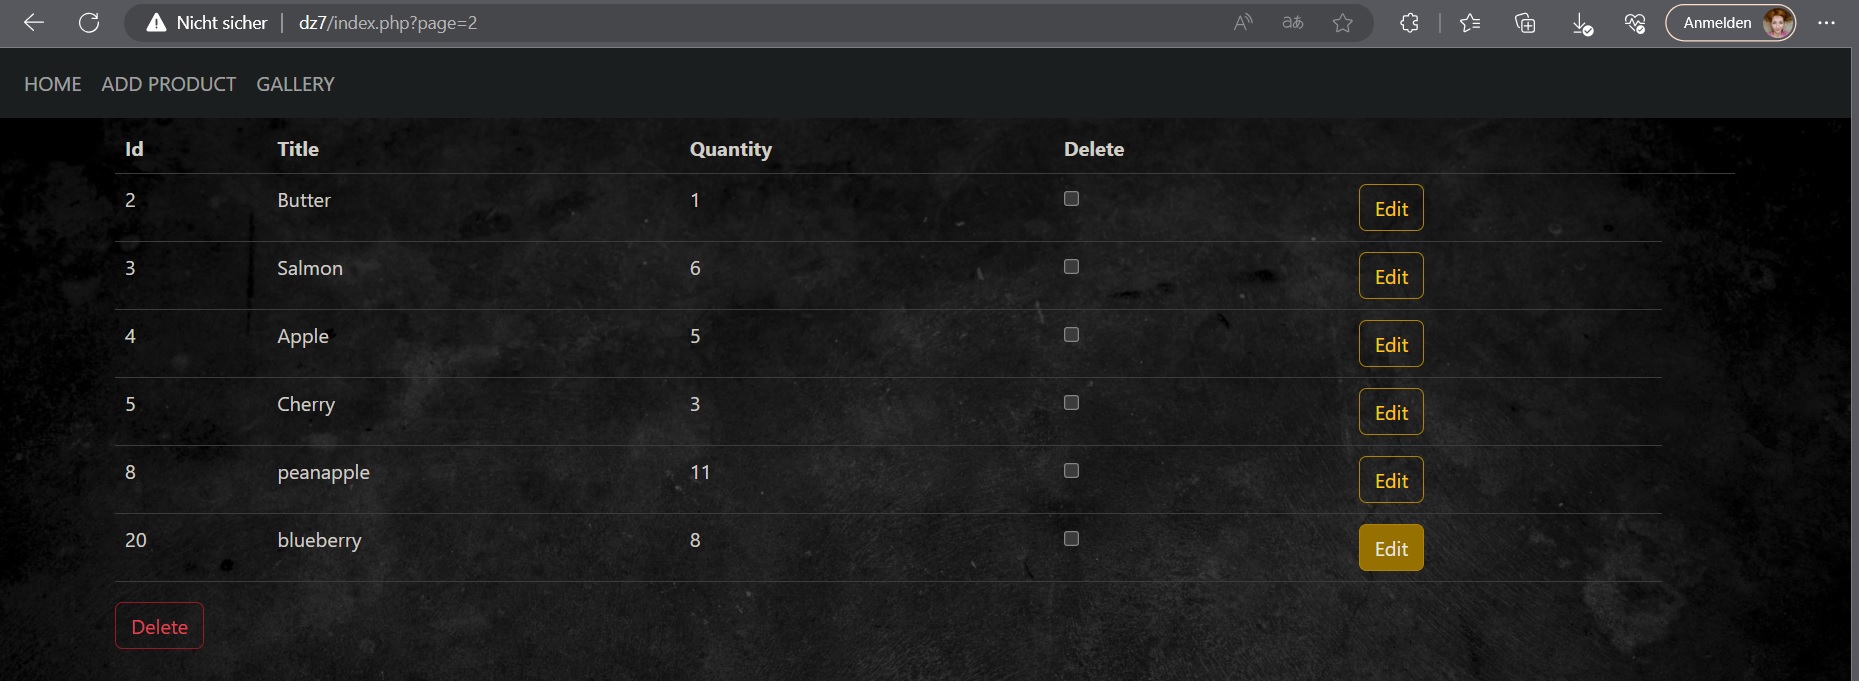 Nicht sicher dz7/index.php?page=2 Anmelden
HOME ADD PRODUCT GALLERY
Id Title Quantity Delete
2 Butter 1 Edit
3 Salmon 6 Edit
4 Apple 5 Edit
5 Cherry 3 Edit
8 peanapple 11 Edit
20 blueberry 8 Edit
Delete